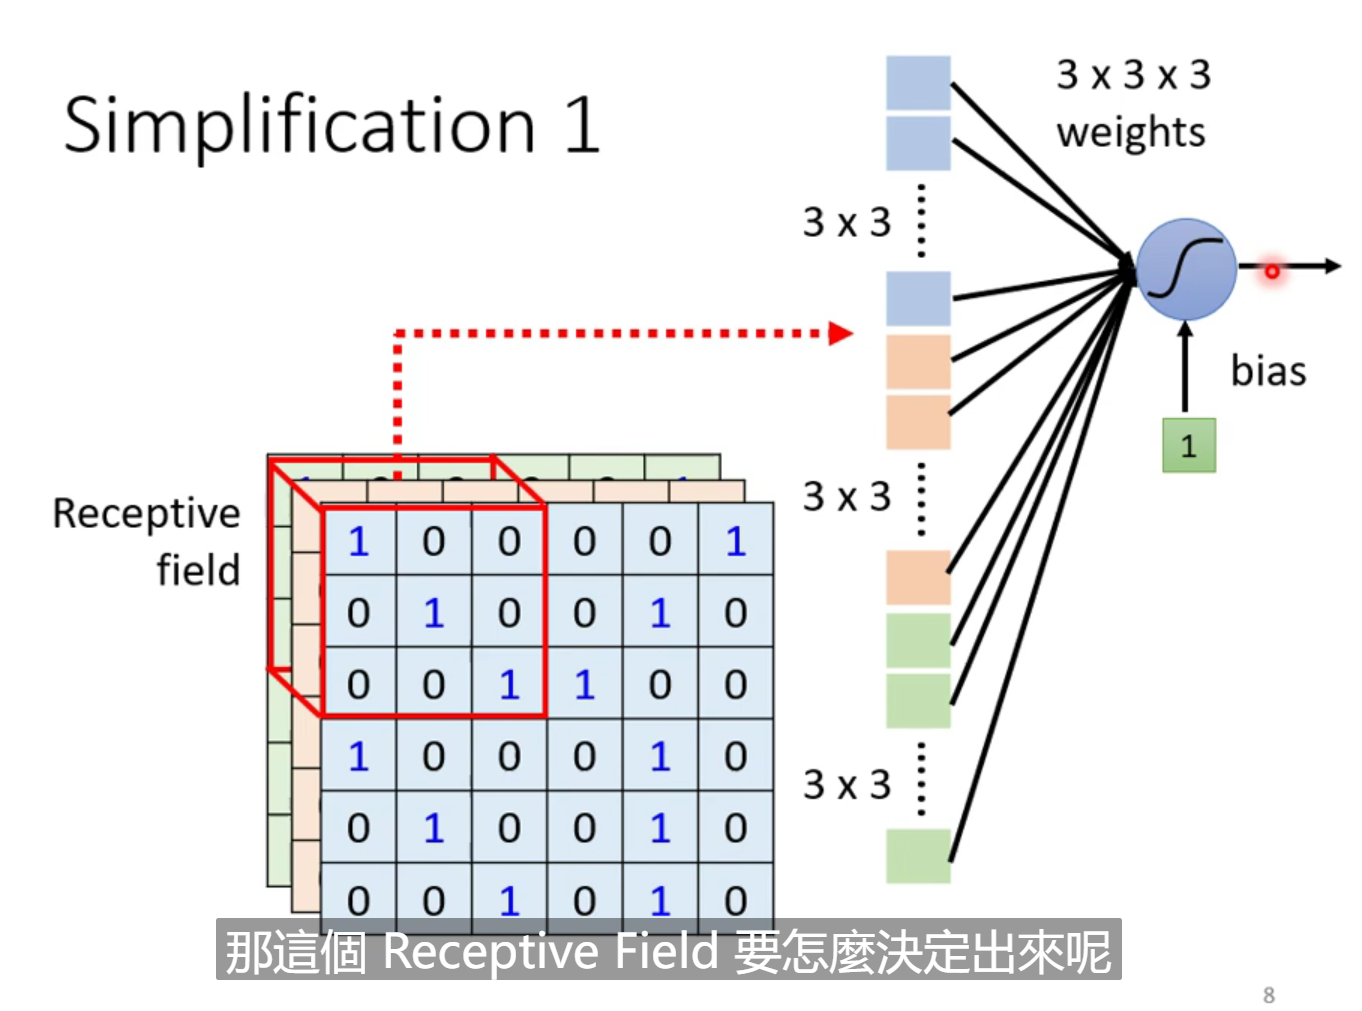 Simplification 1
3 x 3 x 3
weights
3 x 3
bias
1
3 x 3
Receptive
field
1 0 0 0 0 1
0 1 0 0 1 0
0 0 1 1 0 0
1 0 0 0 1 0
0 1 0 0 1 0
0 0 1 0 1 0
3 x 3
那這個 Receptive Field 要怎麼決定出來呢
8